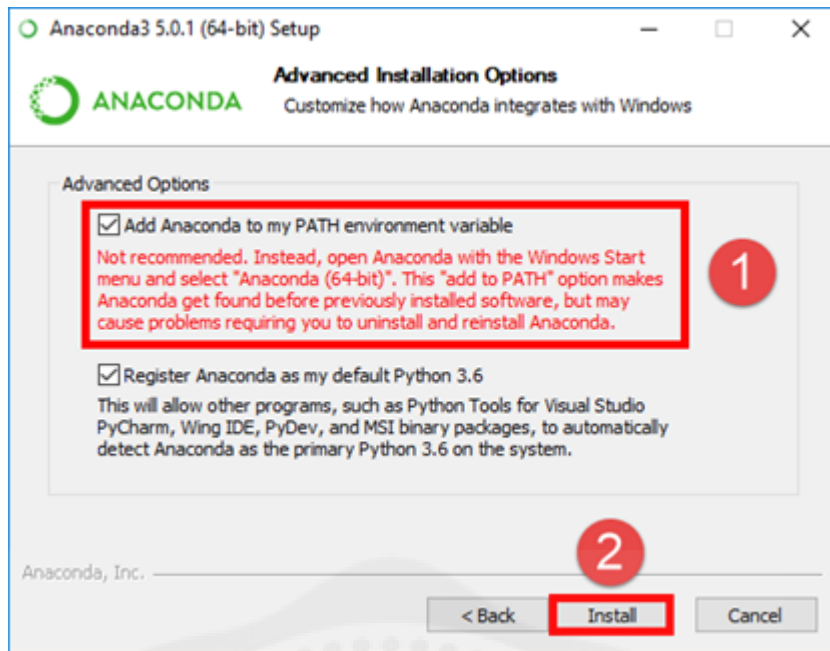 Anaconda3 5.0.1 (64-bit) Setup
ANACONDA
Advanced Installation Options
Customize how Anaconda integrates with Windows
Advanced Options
Add Anaconda to my PATH environment variable
Not recommended. Instead, open Anaconda with the Windows Start
menu and select "Anaconda (64-bit)". This "add to PATH" option makes
Anaconda get found before previously installed software, but may
cause problems requiring you to uninstall and reinstall Anaconda.
1
Register Anaconda as my default Python 3.6
This will allow other programs, such as Python Tools for Visual Studio
PyCharm, Wing IDE, PyDev, and MSI binary packages, to automatically
detect Anaconda as the primary Python 3.6 on the system.
2
Anaconda, Inc.
< Back
Install
Cancel